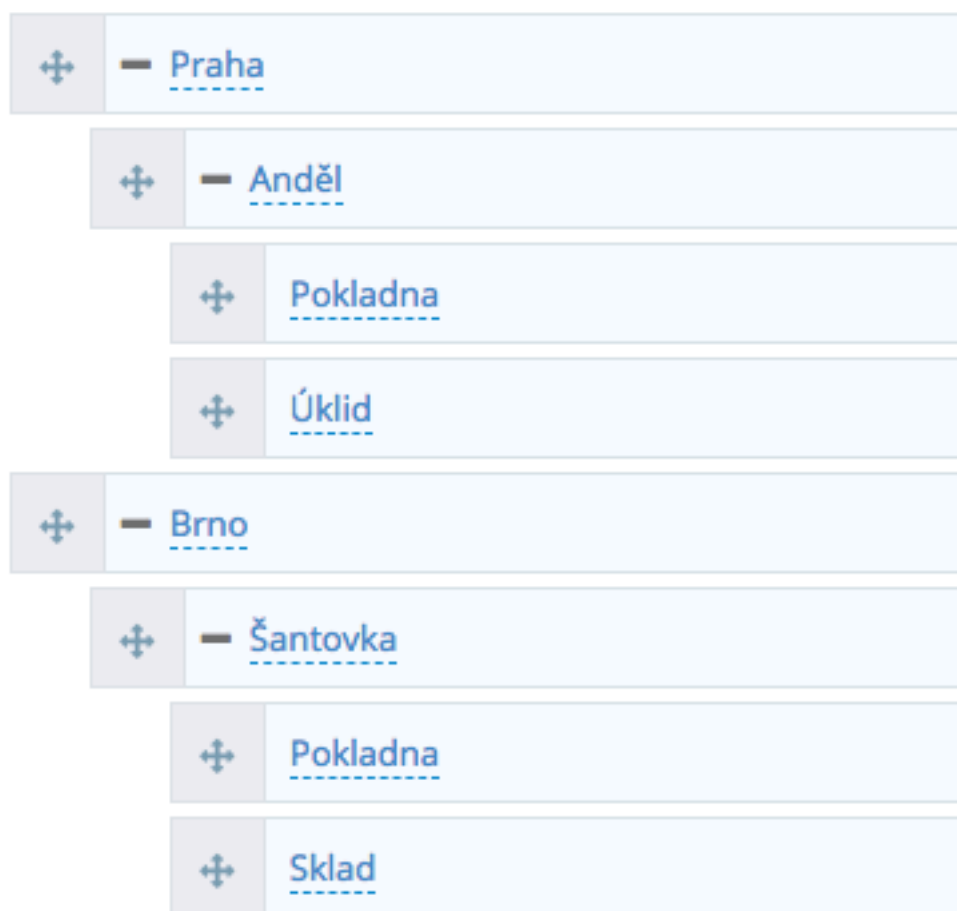 Praha
Anděl
Pokladna
Úklid
Brno
Šantovka
Pokladna
Sklad